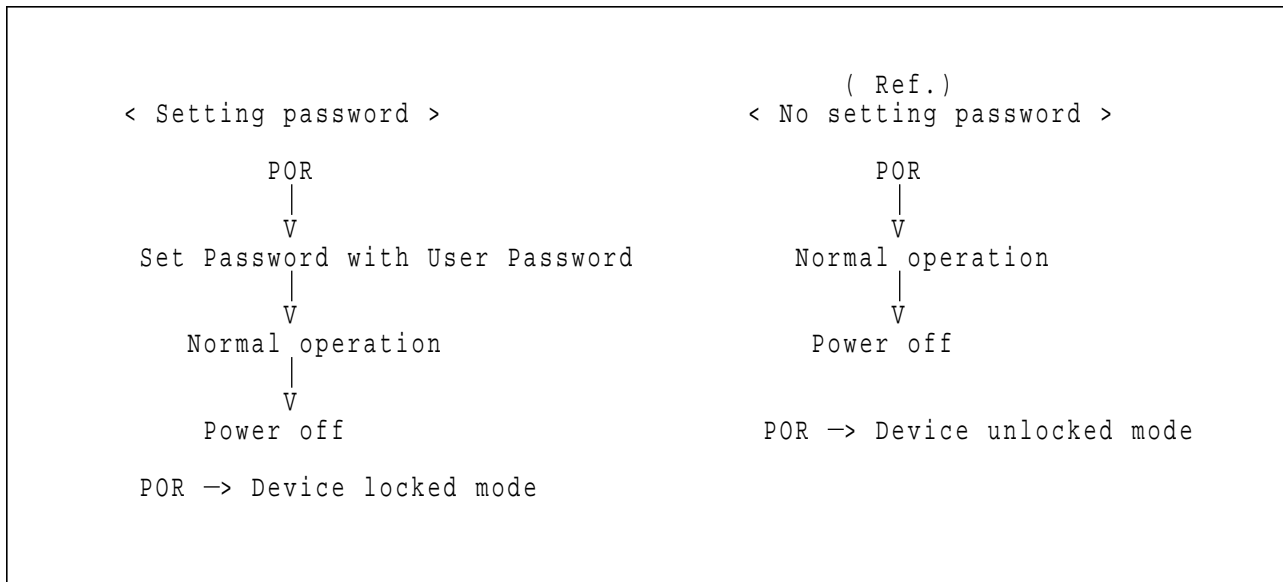 ( Ref.)
< Setting password >
< No setting password >
POR
POR
V
V
Set Password with User Password
Normal operation
V
V
Normal operation
Power off
V
Power off
POR —> Device unlocked mode
POR —> Device locked mode